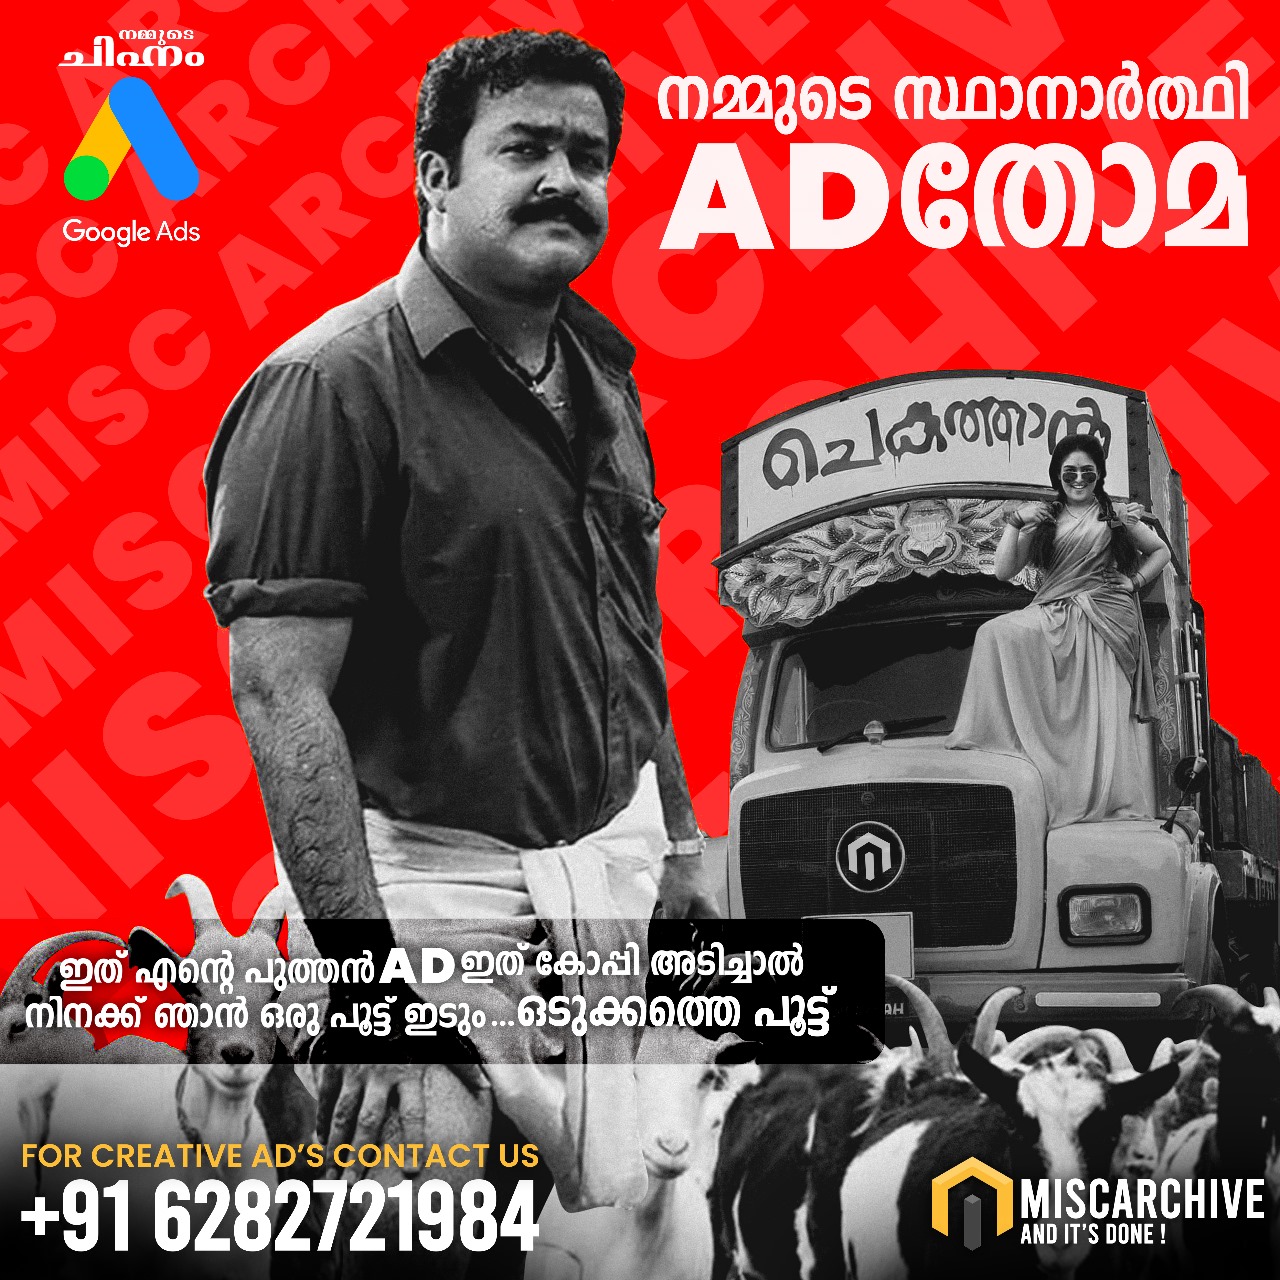 നമ്മുടെ
ചിഹ്നം
Google Ads
നമ്മുടെ സ്ഥാനാർത്ഥി
ADതോമ
ചെകുത്താൻ
ഇത് എന്റെ പുത്തൻ AD ഇത് കോപ്പി അടിച്ചാൽ
നിനക്ക് ഞാൻ ഒരു പൂട്ട് ഇടും...ഒടുക്കത്തെ പൂട്ട്
FOR CREATIVE AD'S CONTACT US
+91 6282721984
MISCARCHIVE
AND IT'S DONE !